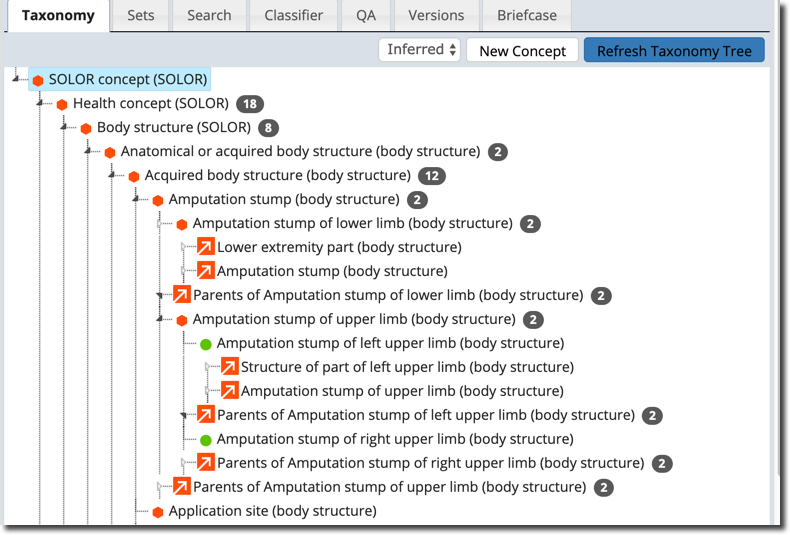 Taxonomy Sets Search Classifier QA Versions Briefcase
Inferred New Concept Refresh Taxonomy Tree
SOLOR concept (SOLOR)
Health concept (SOLOR) 18
Body structure (SOLOR) 8
Anatomical or acquired body structure (body structure) 2
Acquired body structure (body structure) 12
Amputation stump (body structure) 2
Amputation stump of lower limb (body structure) 2
Lower extremity part (body structure)
Amputation stump (body structure)
Parents of Amputation stump of lower limb (body structure) 2
Amputation stump of upper limb (body structure) 2
Amputation stump of left upper limb (body structure)
Structure of part of left upper limb (body structure)
Amputation stump of upper limb (body structure)
Parents of Amputation stump of left upper limb (body structure) 2
Amputation stump of right upper limb (body structure)
Parents of Amputation stump of right upper limb (body structure) 2
Parents of Amputation stump of upper limb (body structure) 2
Application site (body structure)